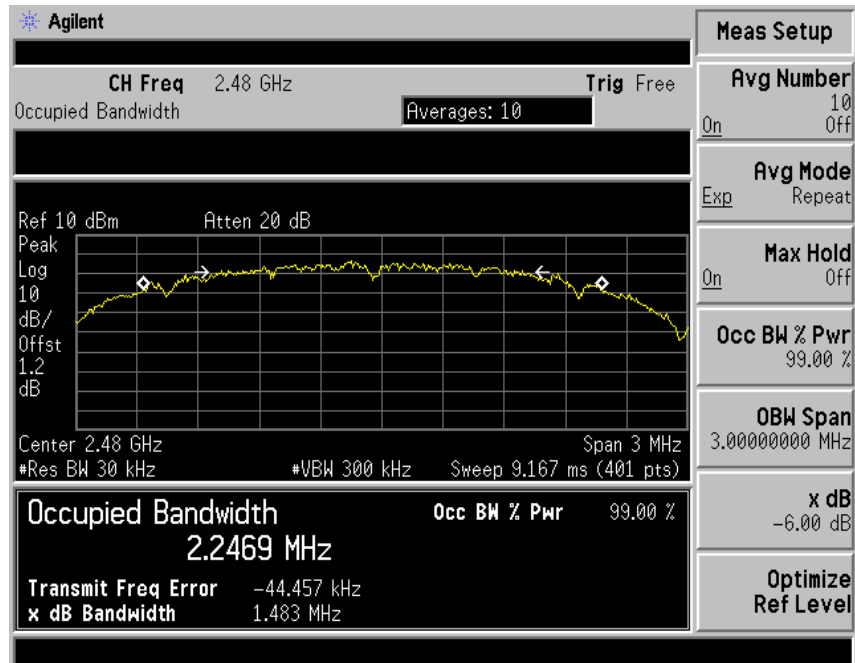 Agilent
Meas Setup
CH Freq 2.48 GHz Trig Free
Occupied Bandwidth Averages: 10
Avg Number
10
On Off
Avg Mode
Exp Repeat
Ref 10 dBm Atten 20 dB
Peak
Log
10
dB/
Offst
1.2
dB
Max Hold
On Off
Occ BW % Pwr
99.00 %
Center 2.48 GHz Span 3 MHz
#Res BW 30 kHz #VBW 300 kHz Sweep 9.167 ms (401 pts)
OBW Span
3.00000000 MHz
Occupied Bandwidth Occ BW % Pwr 99.00 %
2.2469 MHz
Transmit Freq Error -44.457 kHz
x dB Bandwidth 1.483 MHz
x dB
-6.00 dB
Optimize
Ref Level